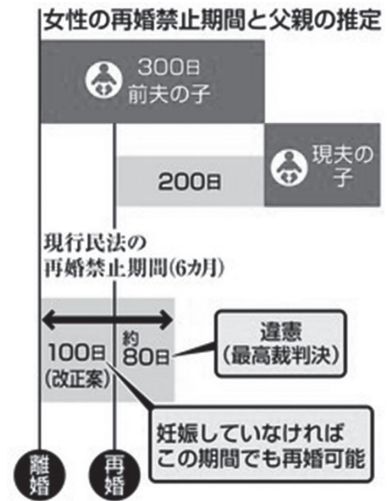 女性の再婚禁止期間と父親の推定
300日
前夫の子
現夫の
子
200日
現行民法の
再婚禁止期間(6カ月)
100日
(改正案)
約
80日
違憲
(最高裁判決)
妊娠していなければ
この期間でも再婚可能
離婚
再婚